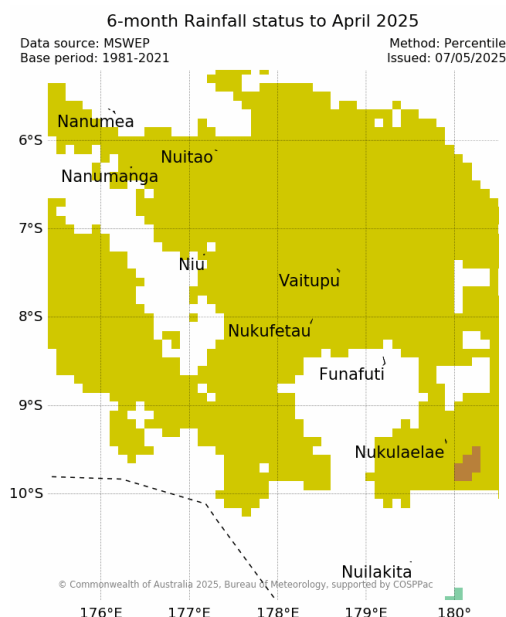 6-month Rainfall status to April 2025
Data source: MSWEP
Method: Percentile
Base period: 1981-2021
Issued: 07/05/2025
Nanumea
6°S
Nuitao
Nanumanga
7°S
Niu
Vaitupu
8°S
Nukufetau
Funafuti
9°S
Nukulaelae
10°S
Nuilakita
© Commonwealth of Australia 2025, Bureau of Meteorology, supported by COSPPac
176°E 177°E 178°E 179°E 180°